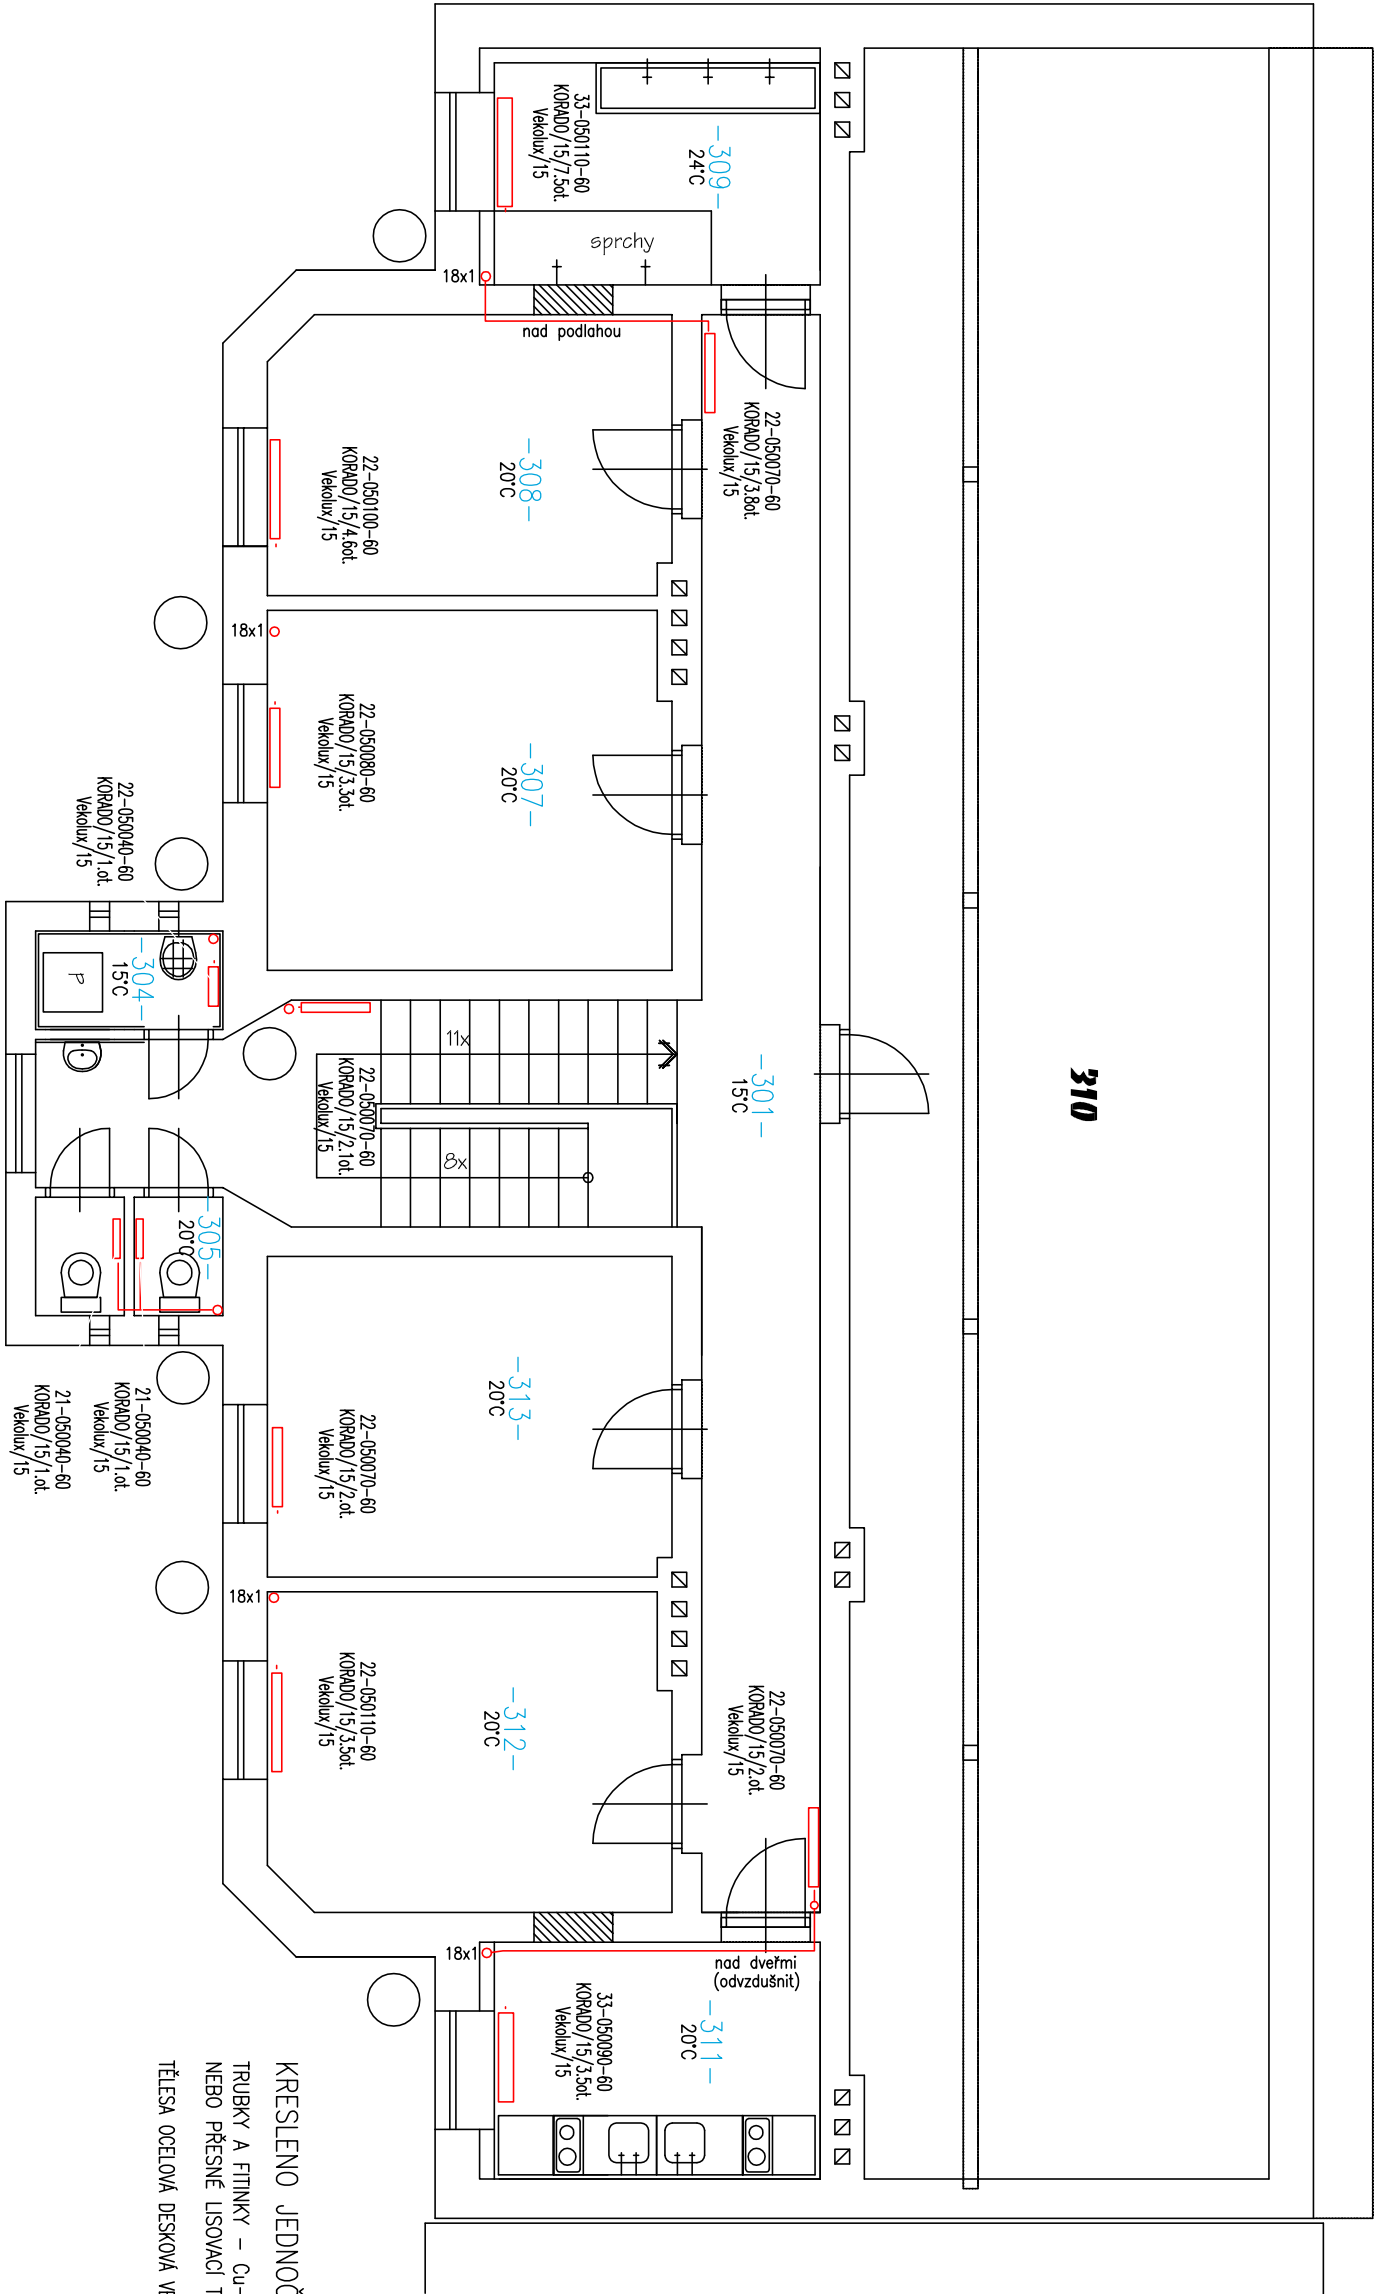 33-050110-60
KORADO/15/7.5ot.
Vekolux/15
-309-
24°C
sprchy
18x1
nad podlahou
22-050070-60
KORADO/15/3.8ot.
Vekolux/15
22-050100-60
KORADO/15/4.6ot.
Vekolux/15
-308-
20°C
18x1
22-050080-60
KORADO/15/3.3ot.
Vekolux/15
-307-
20°C
22-050040-60
KORADO/15/1.ot.
Vekolux/15
-304-
15°C
P
11x
8x
22-050070-60
KORADO/15/2.1ot.
Vekolux/15
-301-
15°C
310
-305-
20°C
21-050040-60
KORADO/15/1.ot.
Vekolux/15
21-050040-60
KORADO/15/1.ot.
Vekolux/15
-313-
20°C
22-050070-60
KORADO/15/2.ot.
Vekolux/15
18x1
22-050110-60
KORADO/15/3.5ot.
Vekolux/15
-312-
20°C
22-050070-60
KORADO/15/2.ot.
Vekolux/15
18x1
nad dveřmi
(odvzdušnit)
33-050090-60
KORADO/15/3.5ot.
Vekolux/15
-311-
20°C
KRESLENO JEDNOČ
TRUBKY A FITINKY - Cu-
NEBO PŘESNÉ LISOVACÍ T
TĚLESA OCELOVÁ DESKOVÁ VE